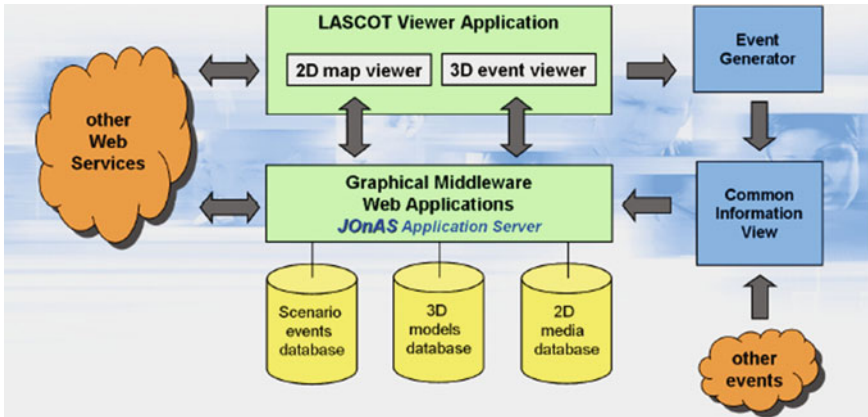 LASCOT Viewer Application
2D map viewer
3D event viewer
Event
Generator
other
Web
Services
Graphical Middleware
Web Applications
JOnAS Application Server
Common
Information
View
Scenario
events
database
3D
models
database
2D
media
database
other
events